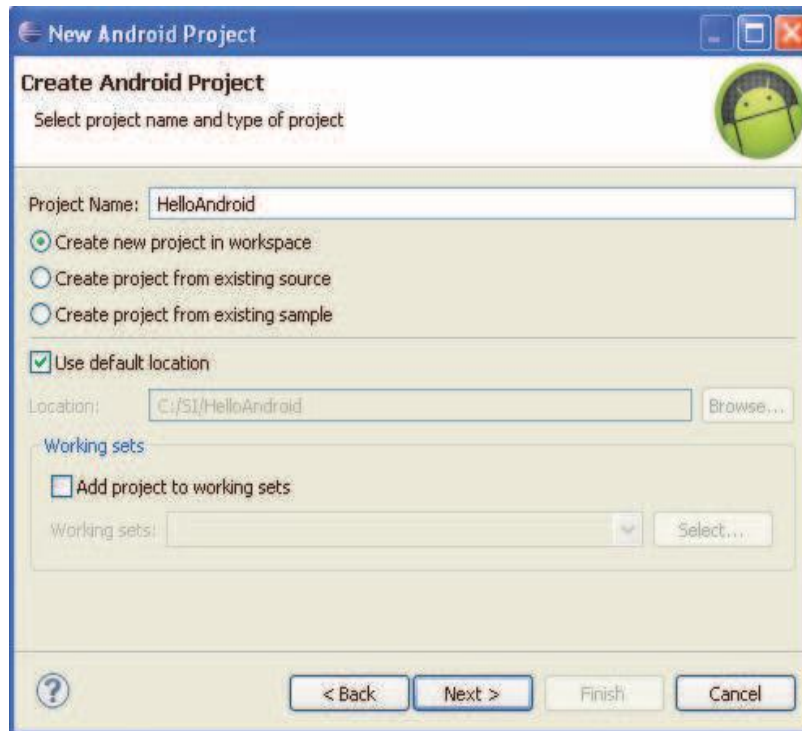 New Android Project
Create Android Project
Select project name and type of project
Project Name: HelloAndroid
Create new project in workspace
Create project from existing source
Create project from existing sample
Use default location
Location: C:/SI/HelloAndroid Browse...
Working sets
Add project to working sets
Working sets: Select...
? < Back Next > Finish Cancel